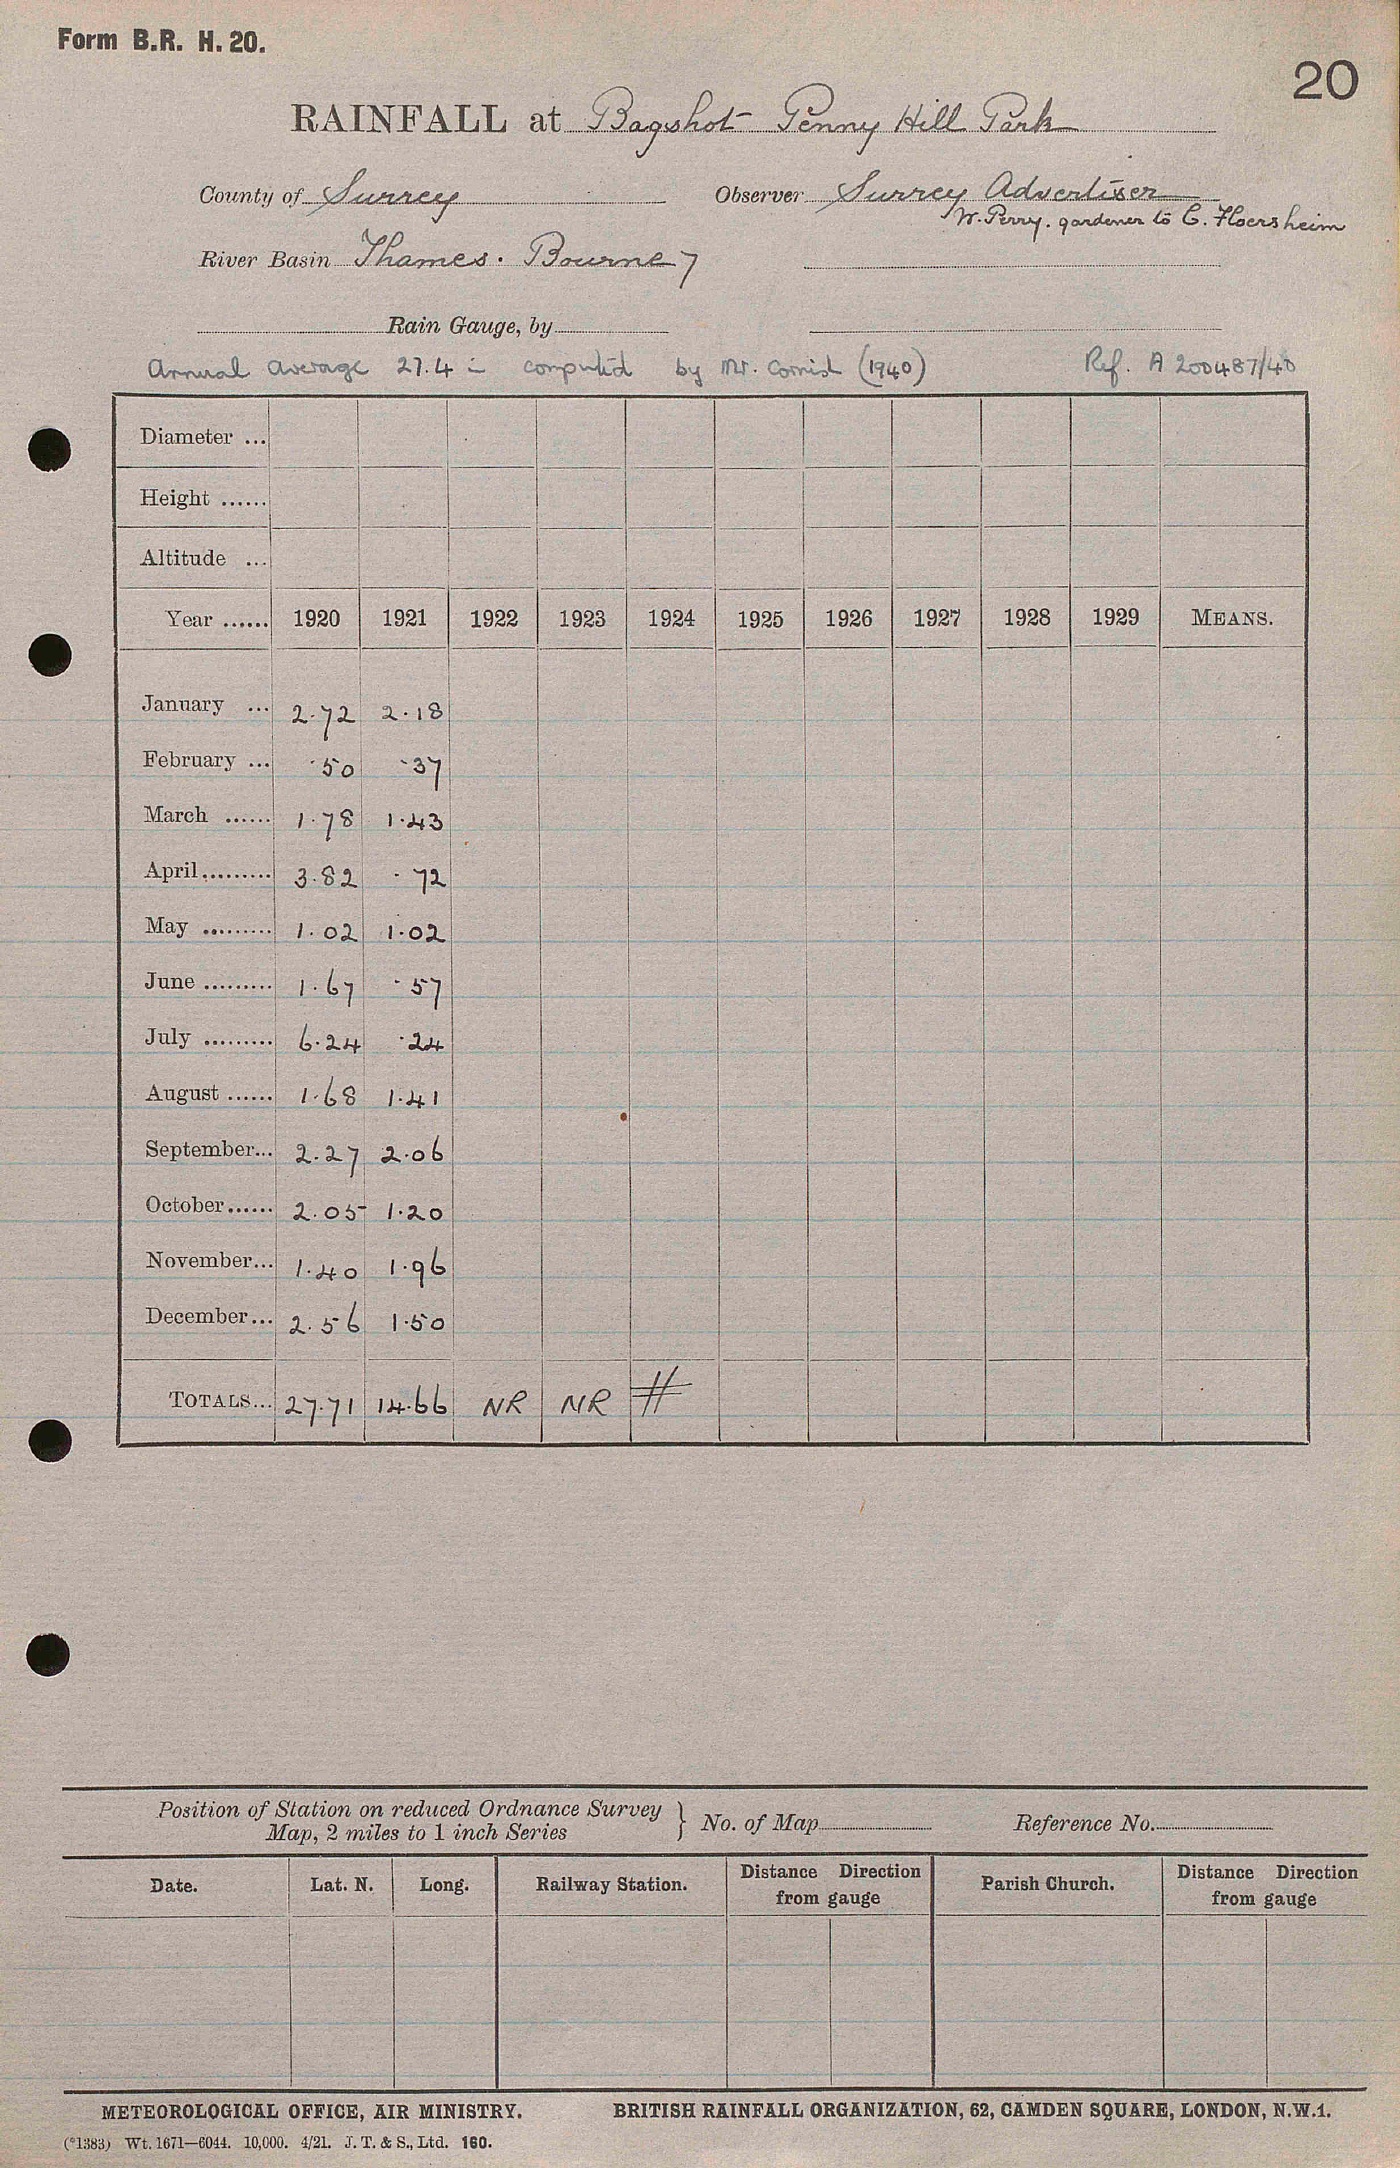 Form B.R. H. 20.
20
RAINFALL at Bagshot Penny Hill Park
County of Surrey Observer Surrey Advertiser
W. Perry. gardener to C. Floersheim
River Basin Thames. Bourne 7
Rain Gauge, by
Annual average 27.4 in computed by Mr. Cornish (1940) Ref. A 200487/40
Diameter ...
Height ......
Altitude ...
Year ...... 1920 1921 1922 1923 1924 1925 1926 1927 1928 1929 MEANS.
January ... 2.72 2.18
February ... .50 .37
March ...... 1.78 1.43
April......... 3.82 .72
May ......... 1.02 1.02
June ......... 1.67 .57
July ......... 6.24 .24
August ...... 1.68 1.41
September... 2.27 2.06
October...... 2.05 1.20
November... 1.40 1.96
December... 2.56 1.50
TOTALS... 27.71 14.66 NR NR #
Position of Station on reduced Ordnance Survey
Map, 2 miles to 1 inch Series } No. of Map Reference No.
Date. Lat. N. Long. Railway Station. Distance Direction from gauge Parish Church. Distance Direction from gauge
METEOROLOGICAL OFFICE, AIR MINISTRY. BRITISH RAINFALL ORGANIZATION, 62, CAMDEN SQUARE, LONDON, N.W.1.
(*1383) Wt. 1671—6044. 10,000. 4/21. J. T. & S., Ltd. 160.